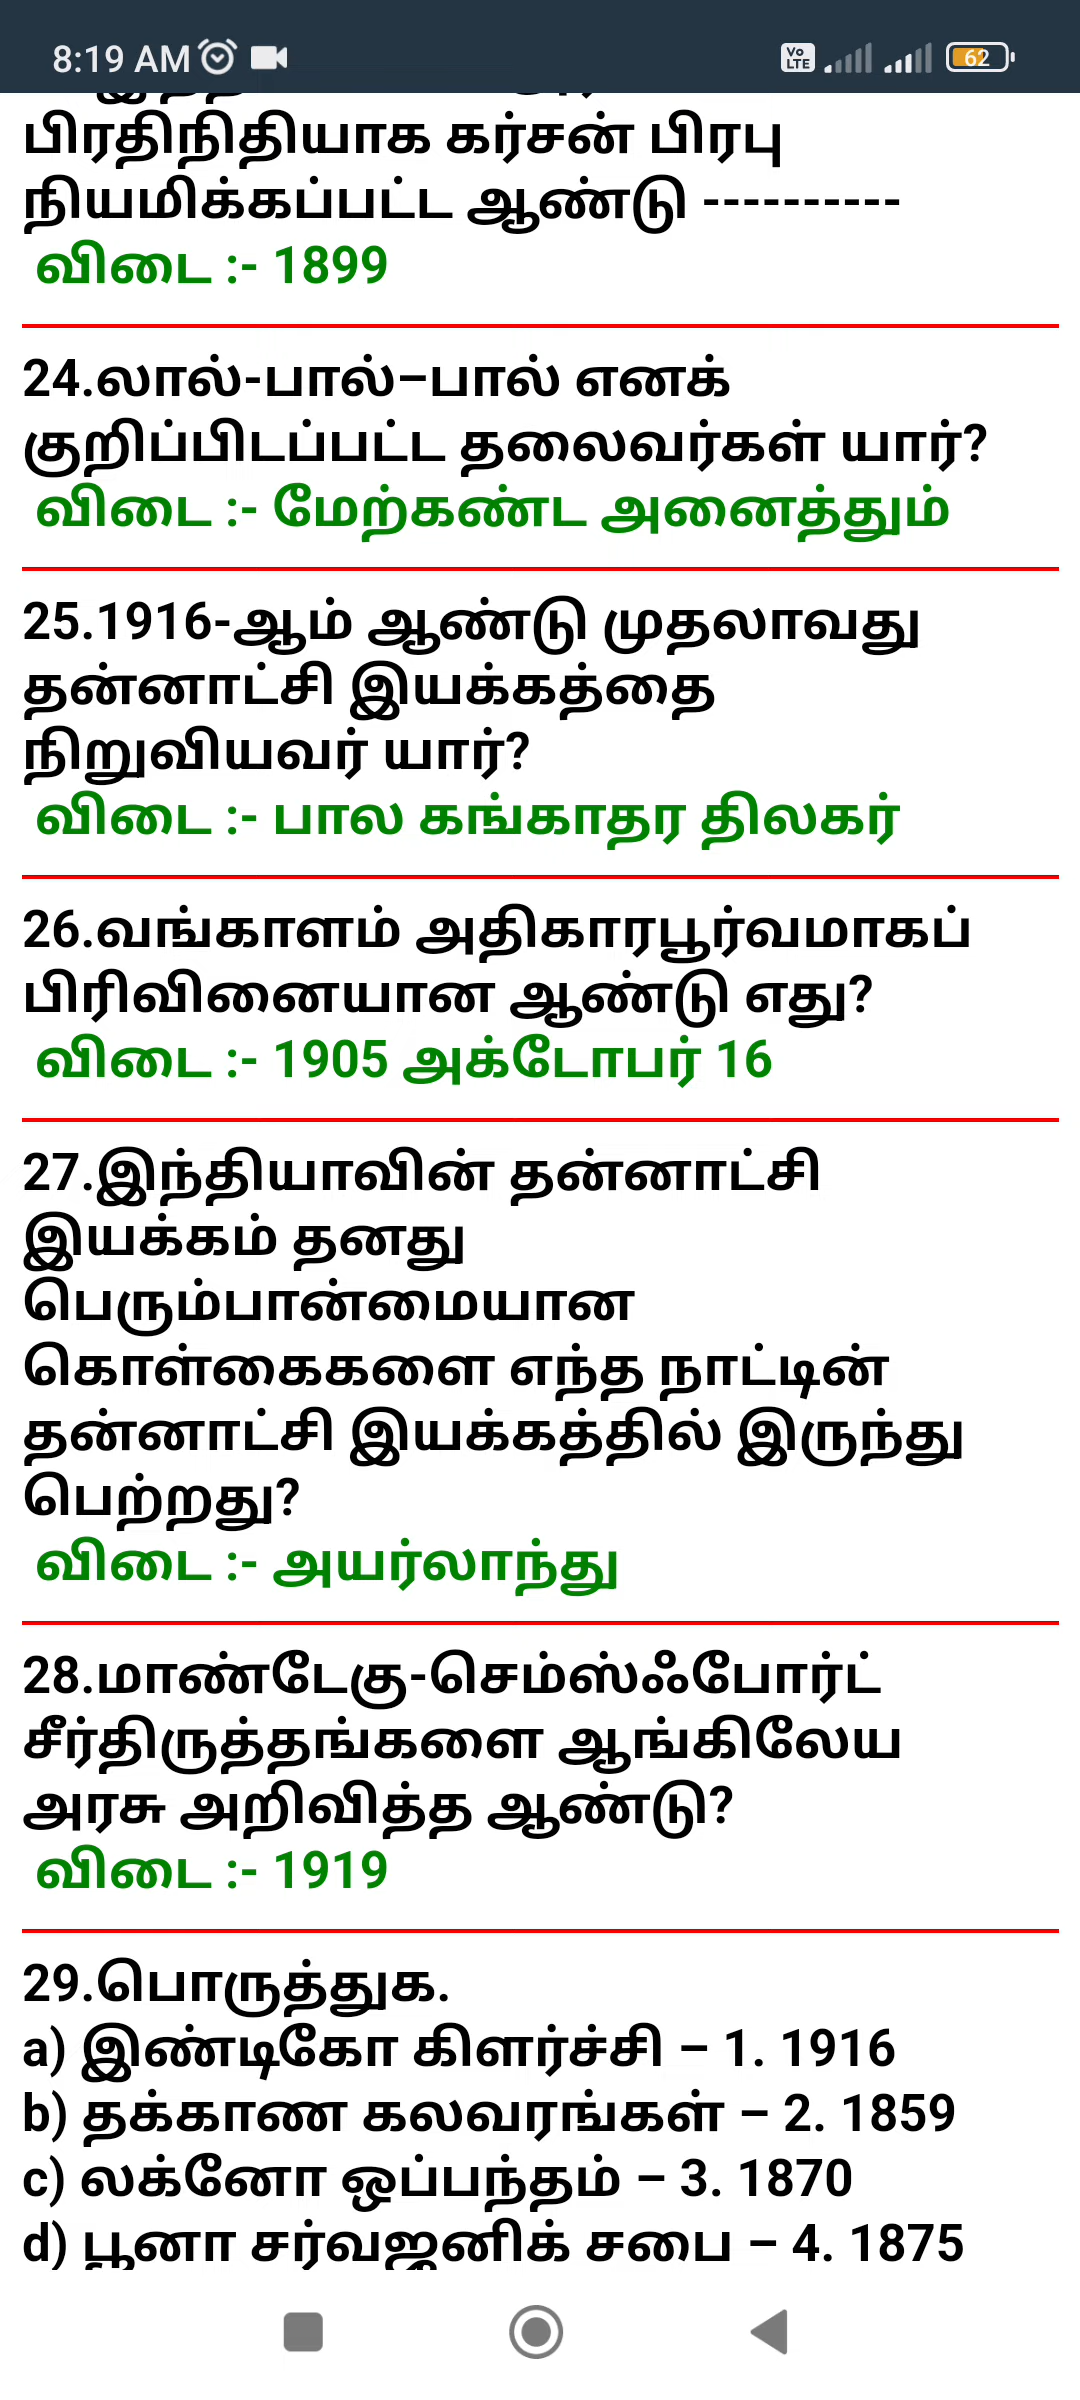 8:19 AM
Vo LTE
62
பிரதிநிதியாக கர்சன் பிரபு
நியமிக்கப்பட்ட ஆண்டு ----------
விடை :- 1899
24.லால்-பால்–பால் எனக்
குறிப்பிடப்பட்ட தலைவர்கள் யார்?
விடை :- மேற்கண்ட அனைத்தும்
25.1916-ஆம் ஆண்டு முதலாவது
தன்னாட்சி இயக்கத்தை
நிறுவியவர் யார்?
விடை :- பால கங்காதர திலகர்
26.வங்காளம் அதிகாரபூர்வமாகப்
பிரிவினையான ஆண்டு எது?
விடை :- 1905 அக்டோபர் 16
27.இந்தியாவின் தன்னாட்சி
இயக்கம் தனது
பெரும்பான்மையான
கொள்கைகளை எந்த நாட்டின்
தன்னாட்சி இயக்கத்தில் இருந்து
பெற்றது?
விடை :- அயர்லாந்து
28.மாண்டேகு-செம்ஸ்ஃபோர்ட்
சீர்திருத்தங்களை ஆங்கிலேய
அரசு அறிவித்த ஆண்டு?
விடை :- 1919
29.பொருத்துக.
a) இண்டிகோ கிளர்ச்சி – 1. 1916
b) தக்காண கலவரங்கள் – 2. 1859
c) லக்னோ ஒப்பந்தம் – 3. 1870
d) பூனா சர்வஜனிக் சபை – 4. 1875